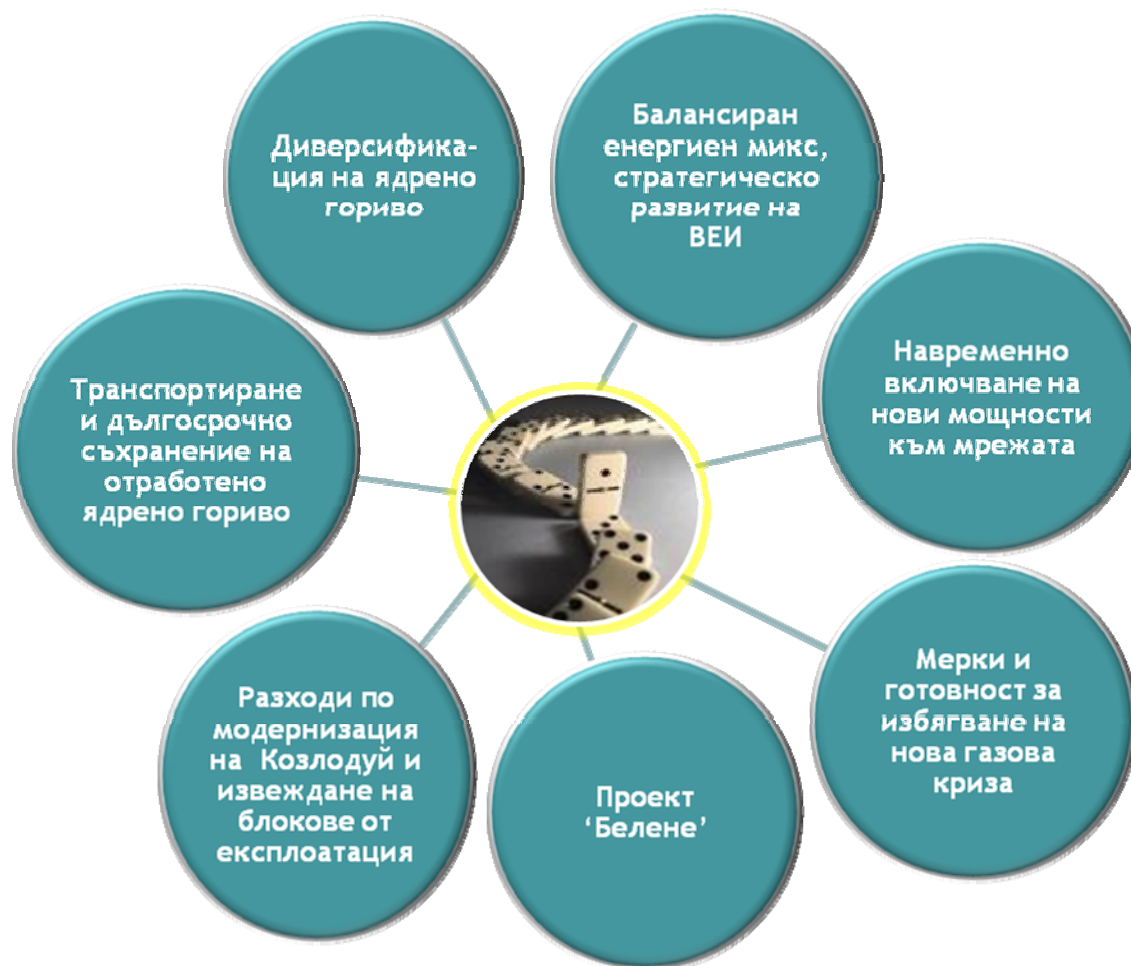 Диверсифика-
ция на ядрено
гориво
Балансиран
енергиен микс,
стратегическо
развитие на
ВЕИ
Навременно
включване на
нови мощности
към мрежата
Мерки и
готовност за
избягване на
нова газова
криза
Проект
‘Белене’
Разходи по
модернизация
на Козлодуй и
извеждане на
блокове от
експлоатация
Транспортиране
и дългосрочно
съхранение на
отработено
ядрено гориво